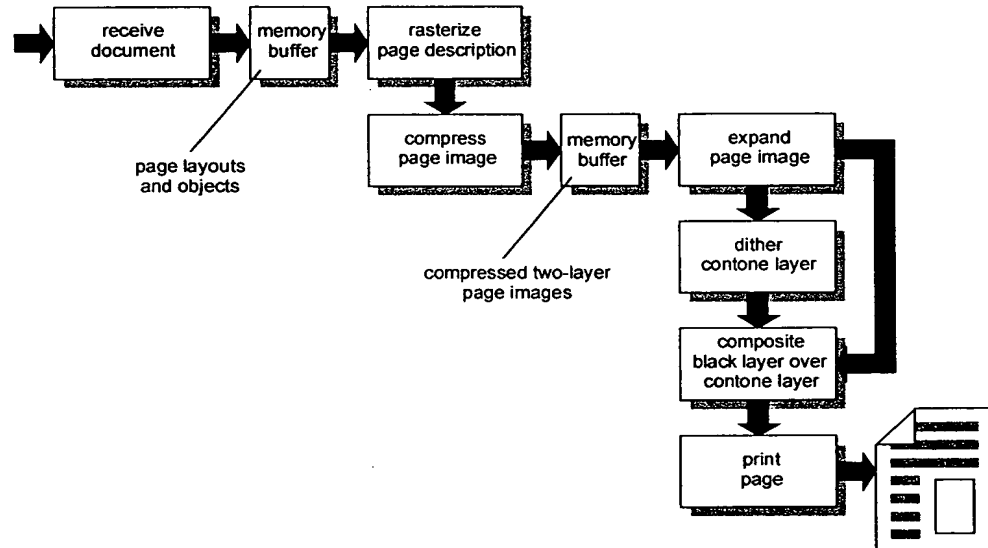 receive
document
memory
buffer
rasterize
page description
compress
page image
memory
buffer
expand
page image
page layouts
and objects
dither
contone layer
compressed two-layer
page images
composite
black layer over
contone layer
print
page